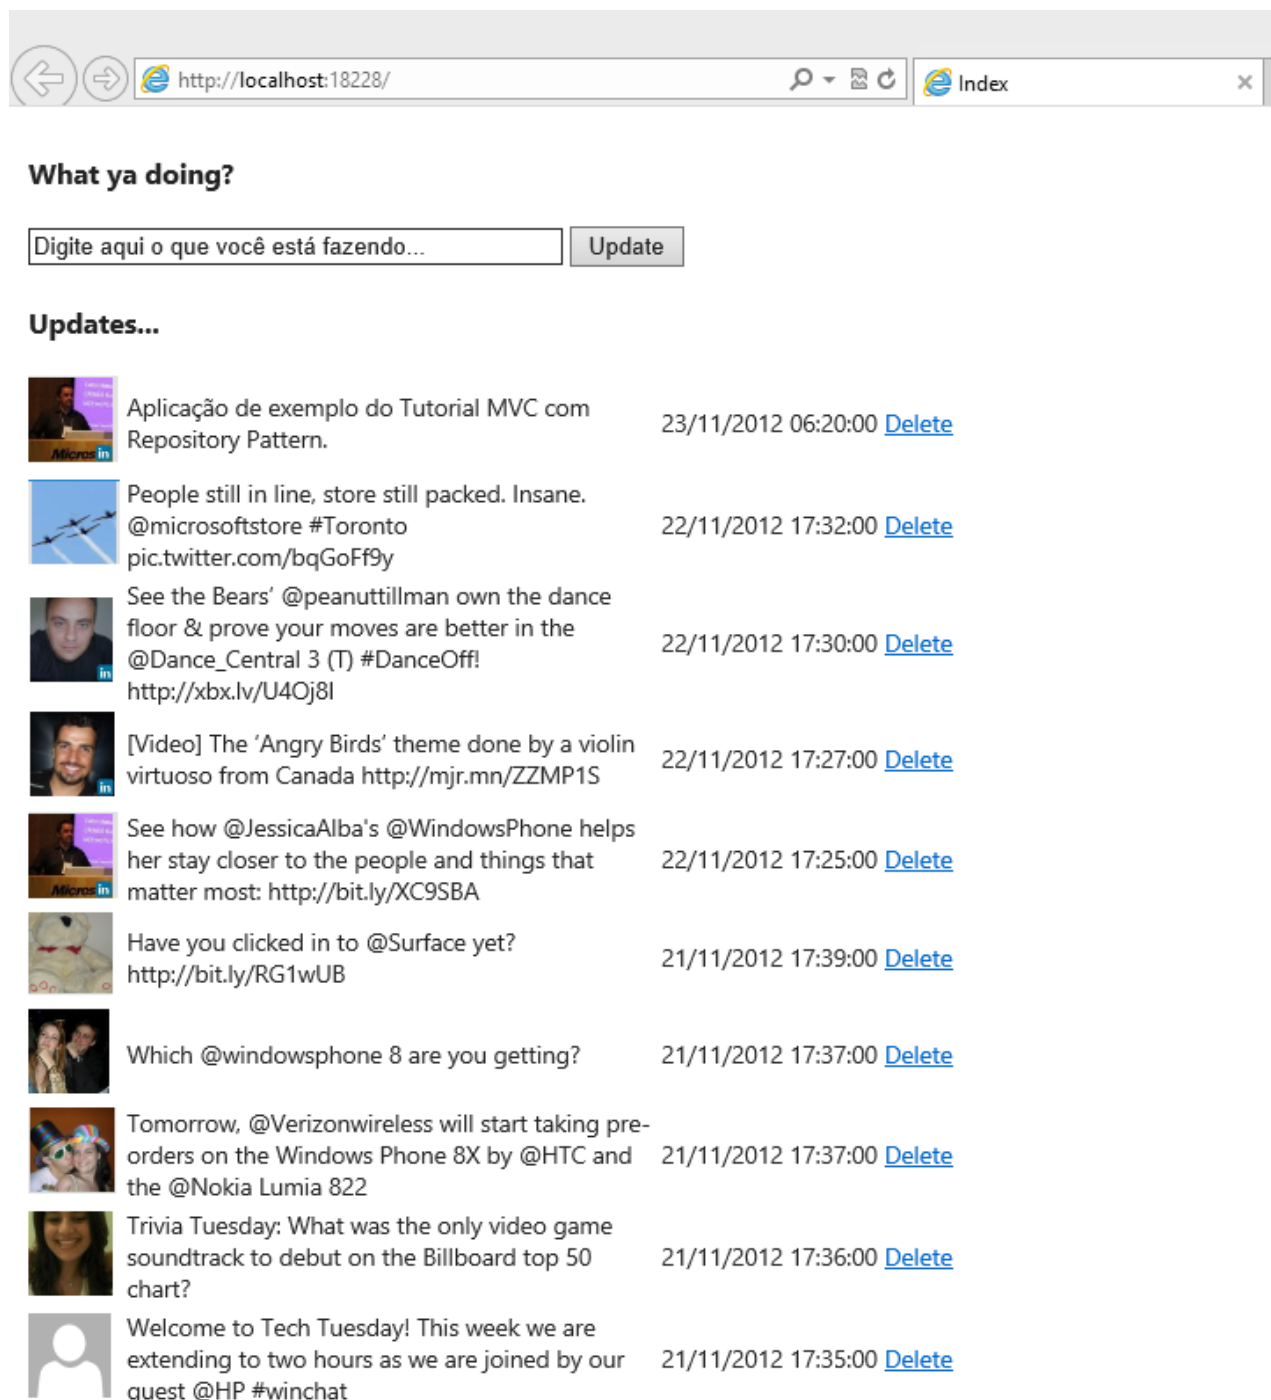 http://localhost:18228/
Index
What ya doing?
Digite aqui o que você está fazendo...
Update
Updates...
Aplicação de exemplo do Tutorial MVC com
Repository Pattern.
23/11/2012 06:20:00 Delete
Micros in
People still in line, store still packed. Insane.
@microsoftstore #Toronto
pic.twitter.com/bqGoFf9y
22/11/2012 17:32:00 Delete
See the Bears’ @peanuttillman own the dance
floor & prove your moves are better in the
@Dance_Central 3 (T) #DanceOff!
http://xbx.lv/U4Oj8I
22/11/2012 17:30:00 Delete
in
[Video] The ‘Angry Birds’ theme done by a violin
virtuoso from Canada http://mjr.mn/ZZMP1S
22/11/2012 17:27:00 Delete
in
See how @JessicaAlba's @WindowsPhone helps
her stay closer to the people and things that
matter most: http://bit.ly/XC9SBA
22/11/2012 17:25:00 Delete
Micros in
Have you clicked in to @Surface yet?
http://bit.ly/RG1wUB
21/11/2012 17:39:00 Delete
Which @windowsphone 8 are you getting?
21/11/2012 17:37:00 Delete
Tomorrow, @Verizonwireless will start taking pre-
orders on the Windows Phone 8X by @HTC and
the @Nokia Lumia 822
21/11/2012 17:37:00 Delete
Trivia Tuesday: What was the only video game
soundtrack to debut on the Billboard top 50
chart?
21/11/2012 17:36:00 Delete
Welcome to Tech Tuesday! This week we are
extending to two hours as we are joined by our
guest @HP #winchat
21/11/2012 17:35:00 Delete